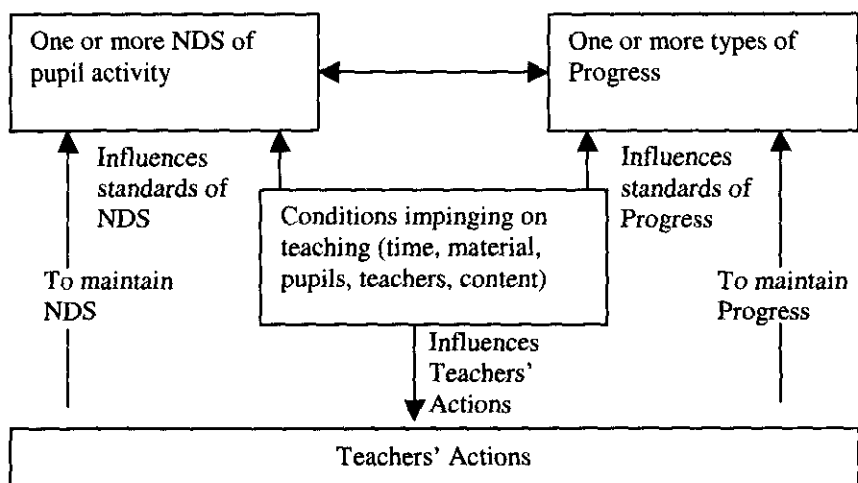 One or more NDS of
pupil activity
One or more types of
Progress
Influences
standards of
NDS
Conditions impinging on
teaching (time, material,
pupils, teachers, content)
Influences
standards of
Progress
To maintain
NDS
To maintain
Progress
Influences
Teachers'
Actions
Teachers' Actions